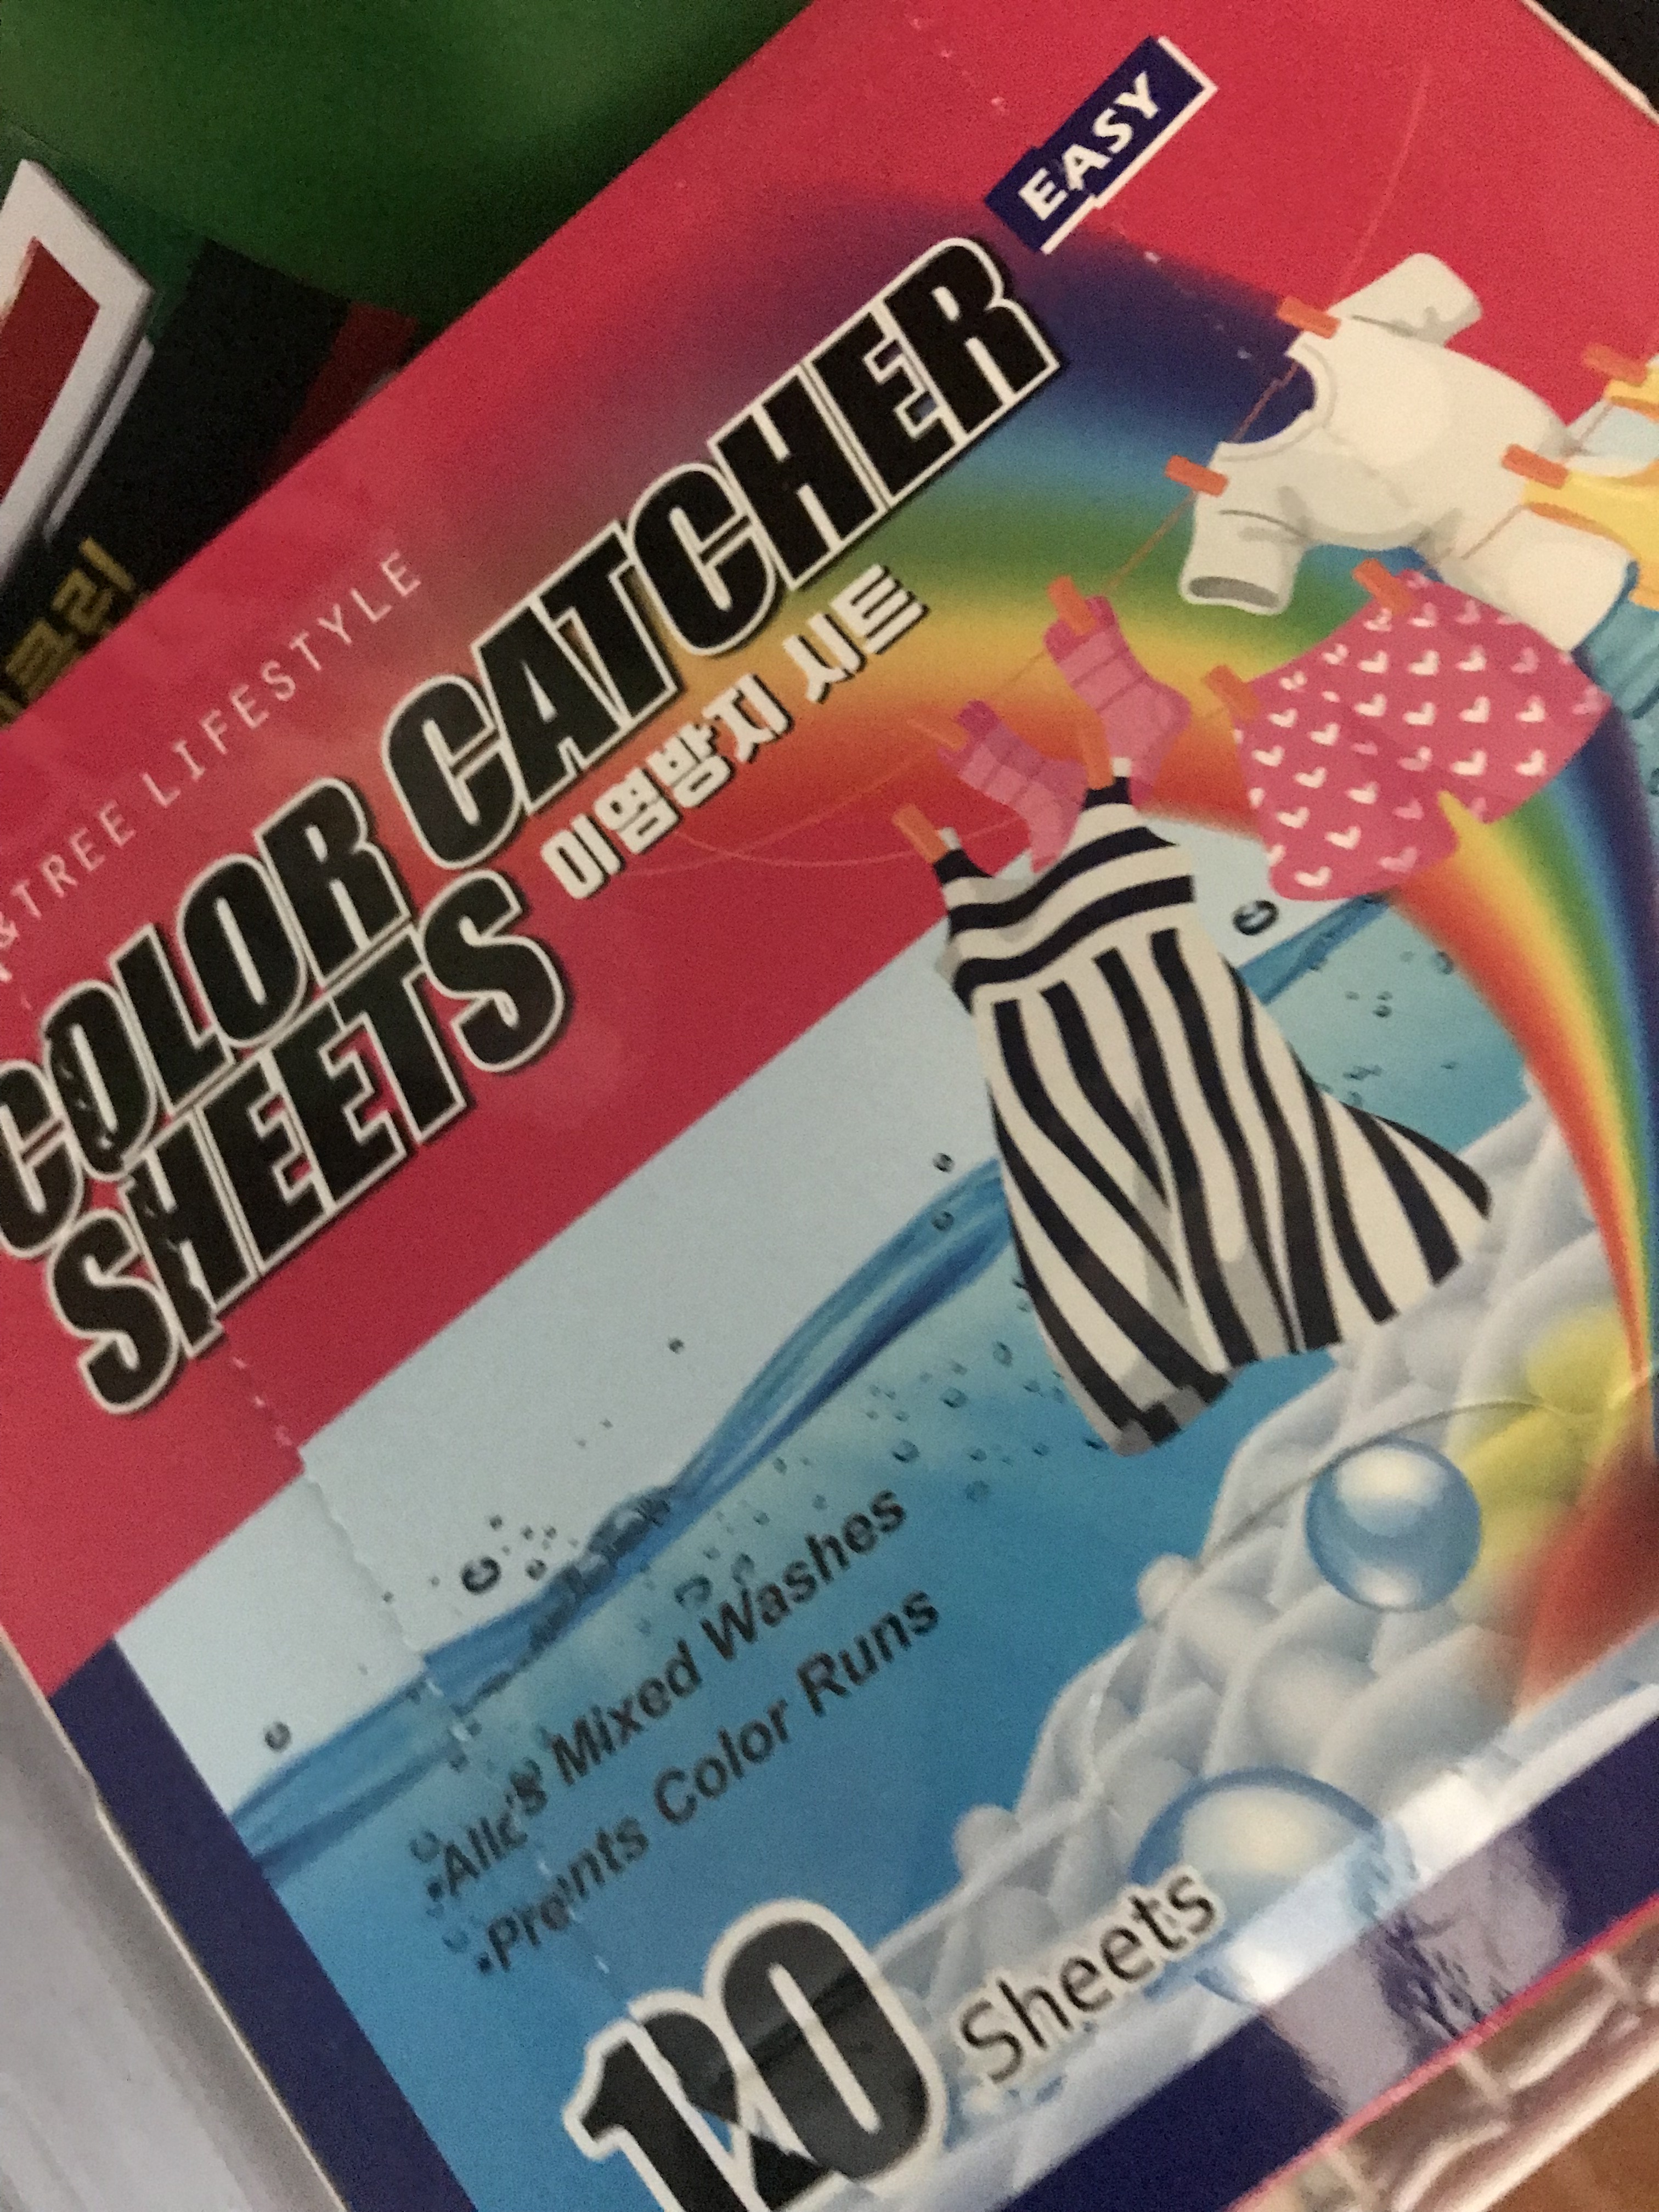 EASY
&TREE LIFESTYLE
COLOR CATCHER
SHEETS
이염방지 시트
Mixed Washes
Color Runs
Sheets